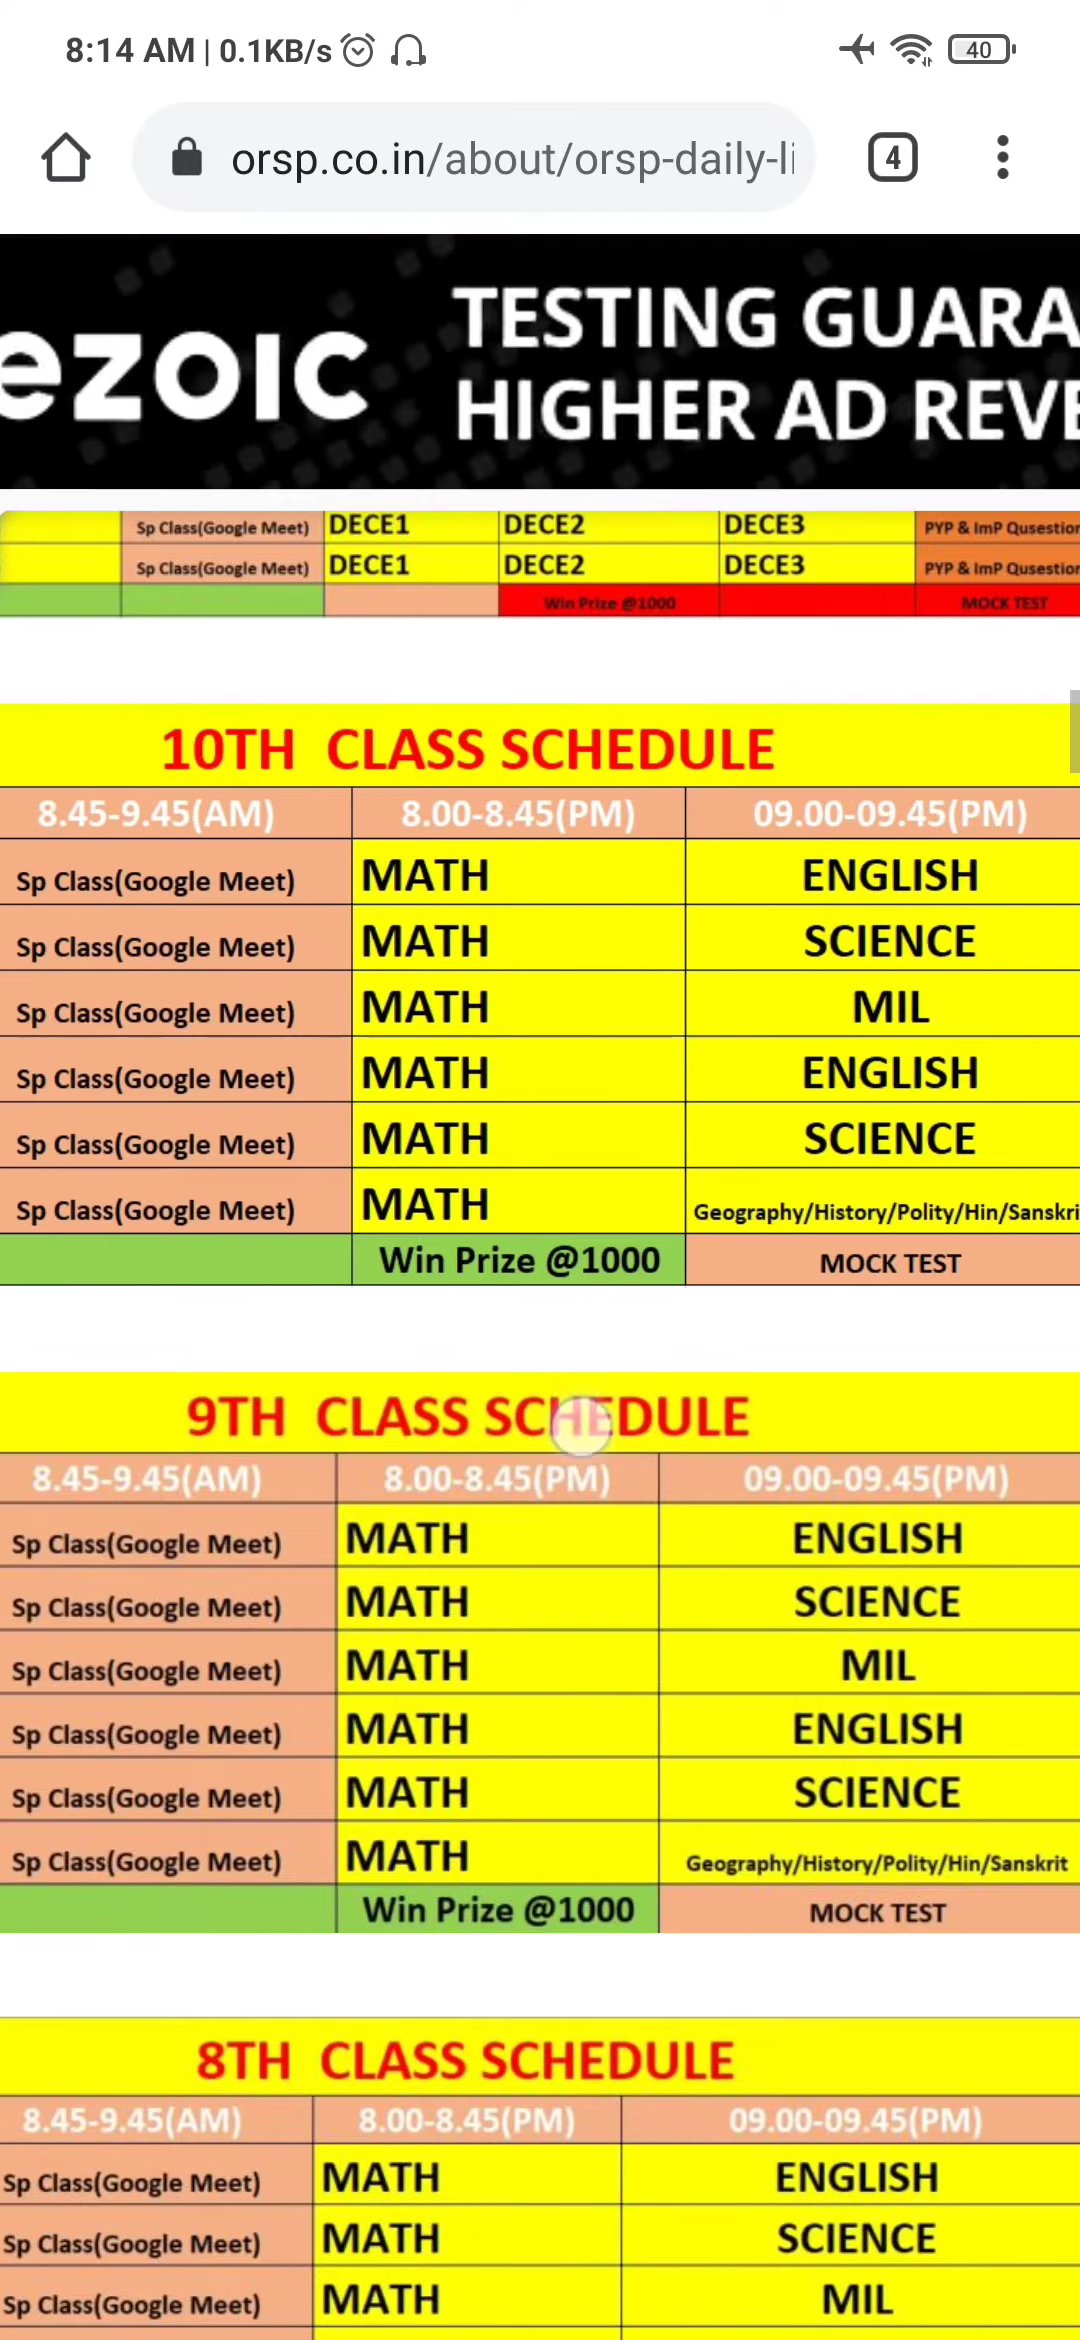 8:14 AM | 0.1KB/s 40
orsp.co.in/about/orsp-daily-li 4
ezoic TESTING GUARA
HIGHER AD REVE
Sp Class(Google Meet) DECE1 DECE2 DECE3 PYP & ImP Qusestion
Sp Class(Google Meet) DECE1 DECE2 DECE3 PYP & ImP Qusestion
Win Prize @1000 MOCK TEST
10TH CLASS SCHEDULE
8.45-9.45(AM) 8.00-8.45(PM) 09.00-09.45(PM)
Sp Class(Google Meet) MATH ENGLISH
Sp Class(Google Meet) MATH SCIENCE
Sp Class(Google Meet) MATH MIL
Sp Class(Google Meet) MATH ENGLISH
Sp Class(Google Meet) MATH SCIENCE
Sp Class(Google Meet) MATH Geography/History/Polity/Hin/Sanskri
Win Prize @1000 MOCK TEST
9TH CLASS SCHEDULE
8.45-9.45(AM) 8.00-8.45(PM) 09.00-09.45(PM)
Sp Class(Google Meet) MATH ENGLISH
Sp Class(Google Meet) MATH SCIENCE
Sp Class(Google Meet) MATH MIL
Sp Class(Google Meet) MATH ENGLISH
Sp Class(Google Meet) MATH SCIENCE
Sp Class(Google Meet) MATH Geography/History/Polity/Hin/Sanskrit
Win Prize @1000 MOCK TEST
8TH CLASS SCHEDULE
8.45-9.45(AM) 8.00-8.45(PM) 09.00-09.45(PM)
Sp Class(Google Meet) MATH ENGLISH
Sp Class(Google Meet) MATH SCIENCE
Sp Class(Google Meet) MATH MIL